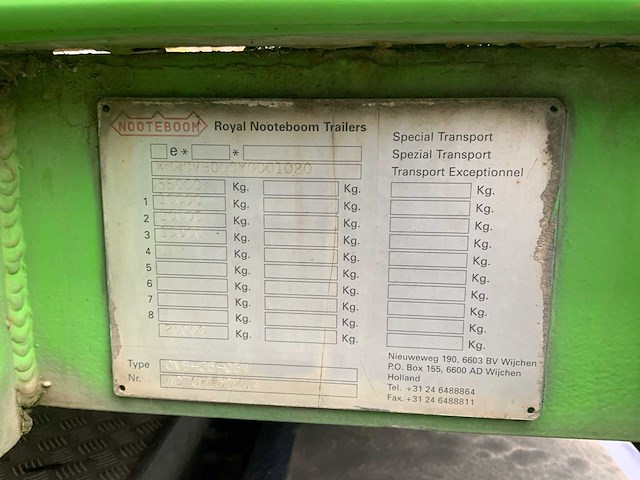 NOOTEBOOM Royal Nooteboom Trailers
Special Transport
Spezial Transport
Transport Exceptionnel
e* *
Kg. Kg. Kg.
1 Kg. Kg. Kg.
2 Kg. Kg. Kg.
3 Kg. Kg. Kg.
4 Kg. Kg. Kg.
5 Kg. Kg. Kg.
6 Kg. Kg. Kg.
7 Kg. Kg. Kg.
8 Kg. Kg. Kg.
Type
Nr.
Nieuweweg 190, 6603 BV Wijchen
P.O. Box 155, 6600 AD Wijchen
Holland
Tel. +31 24 6488864
Fax. +31 24 6488811